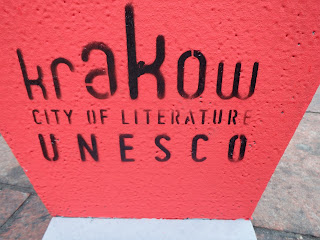 krakow
CITY OF LITERATURE
UNESCO